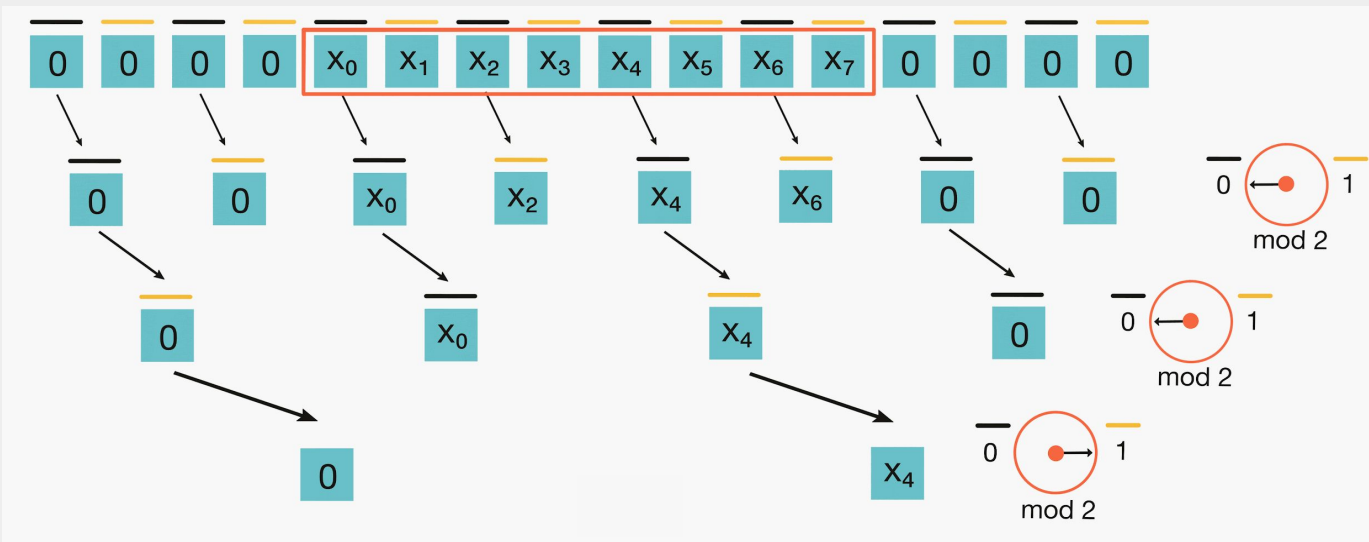 0 0 0 0 x₀ x₁ x₂ x₃ x₄ x₅ x₆ x₇ 0 0 0 0
0 0 x₀ x₂ x₄ x₆ 0 0 0 1
mod 2
0 x₀ x₄ 0 0 1
mod 2
0 x₄ 0 1
mod 2